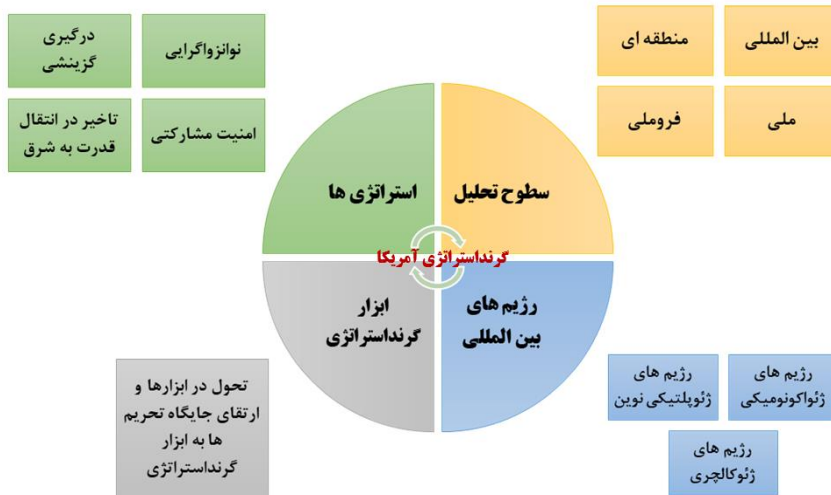 بین المللی
منطقه ای
ملی
فروملی
نوانزواگرایی
درگیری
گزینشی
امنیت مشارکتی
تاخیر در انتقال
قدرت به شرق
سطوح تحلیل
استراتژی ها
گرنداستراتژی آمریکا
رژیم های
بین المللی
ابزار
گرنداستراتژی
رژیم های
ژئواکونومیکی
رژیم های
ژئوپلتیکی نوین
رژیم های
ژئوکالچری
تحول در ابزارها و
ارتقای جایگاه تحریم
ها به ابزار
گرنداستراتژی